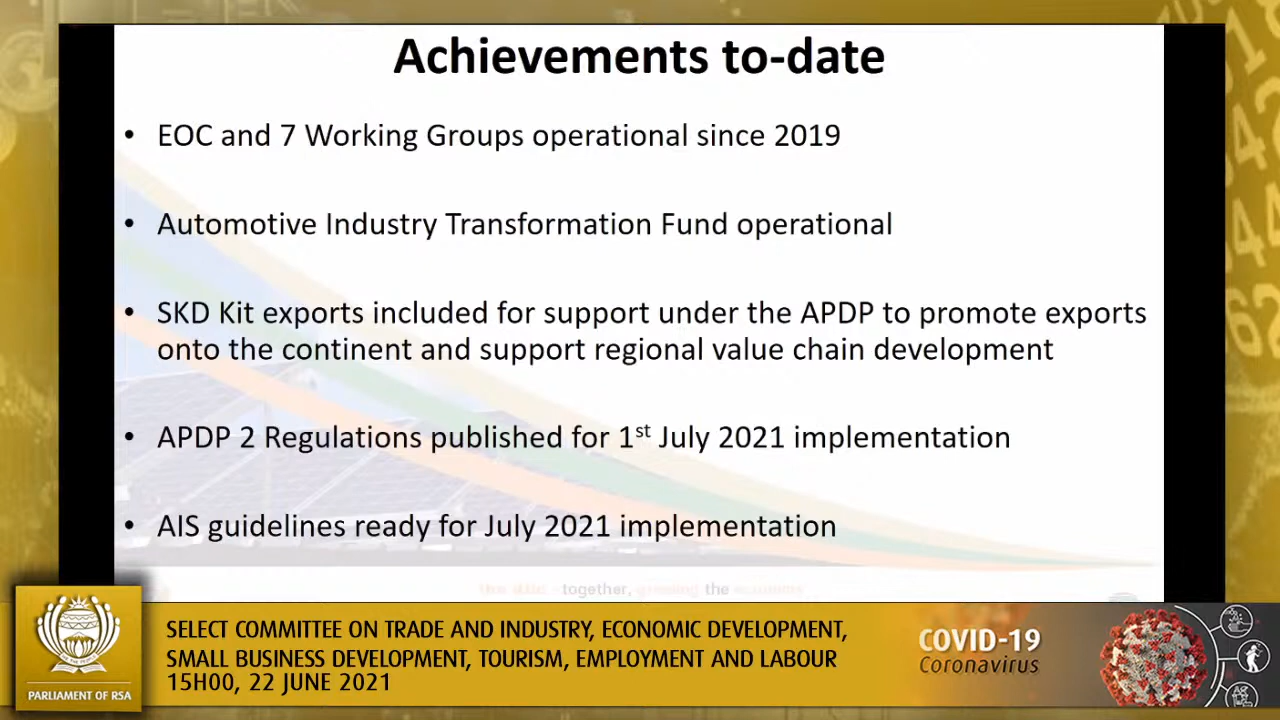 Achievements to-date
• EOC and 7 Working Groups operational since 2019
• Automotive Industry Transformation Fund operational
• SKD Kit exports included for support under the APDP to promote exports
onto the continent and support regional value chain development
• APDP 2 Regulations published for 1st July 2021 implementation
• AIS guidelines ready for July 2021 implementation
together, growing the economy
PARLIAMENT OF RSA
SELECT COMMITTEE ON TRADE AND INDUSTRY, ECONOMIC DEVELOPMENT,
SMALL BUSINESS DEVELOPMENT, TOURISM, EMPLOYMENT AND LABOUR
15H00, 22 JUNE 2021
COVID-19
Coronavirus